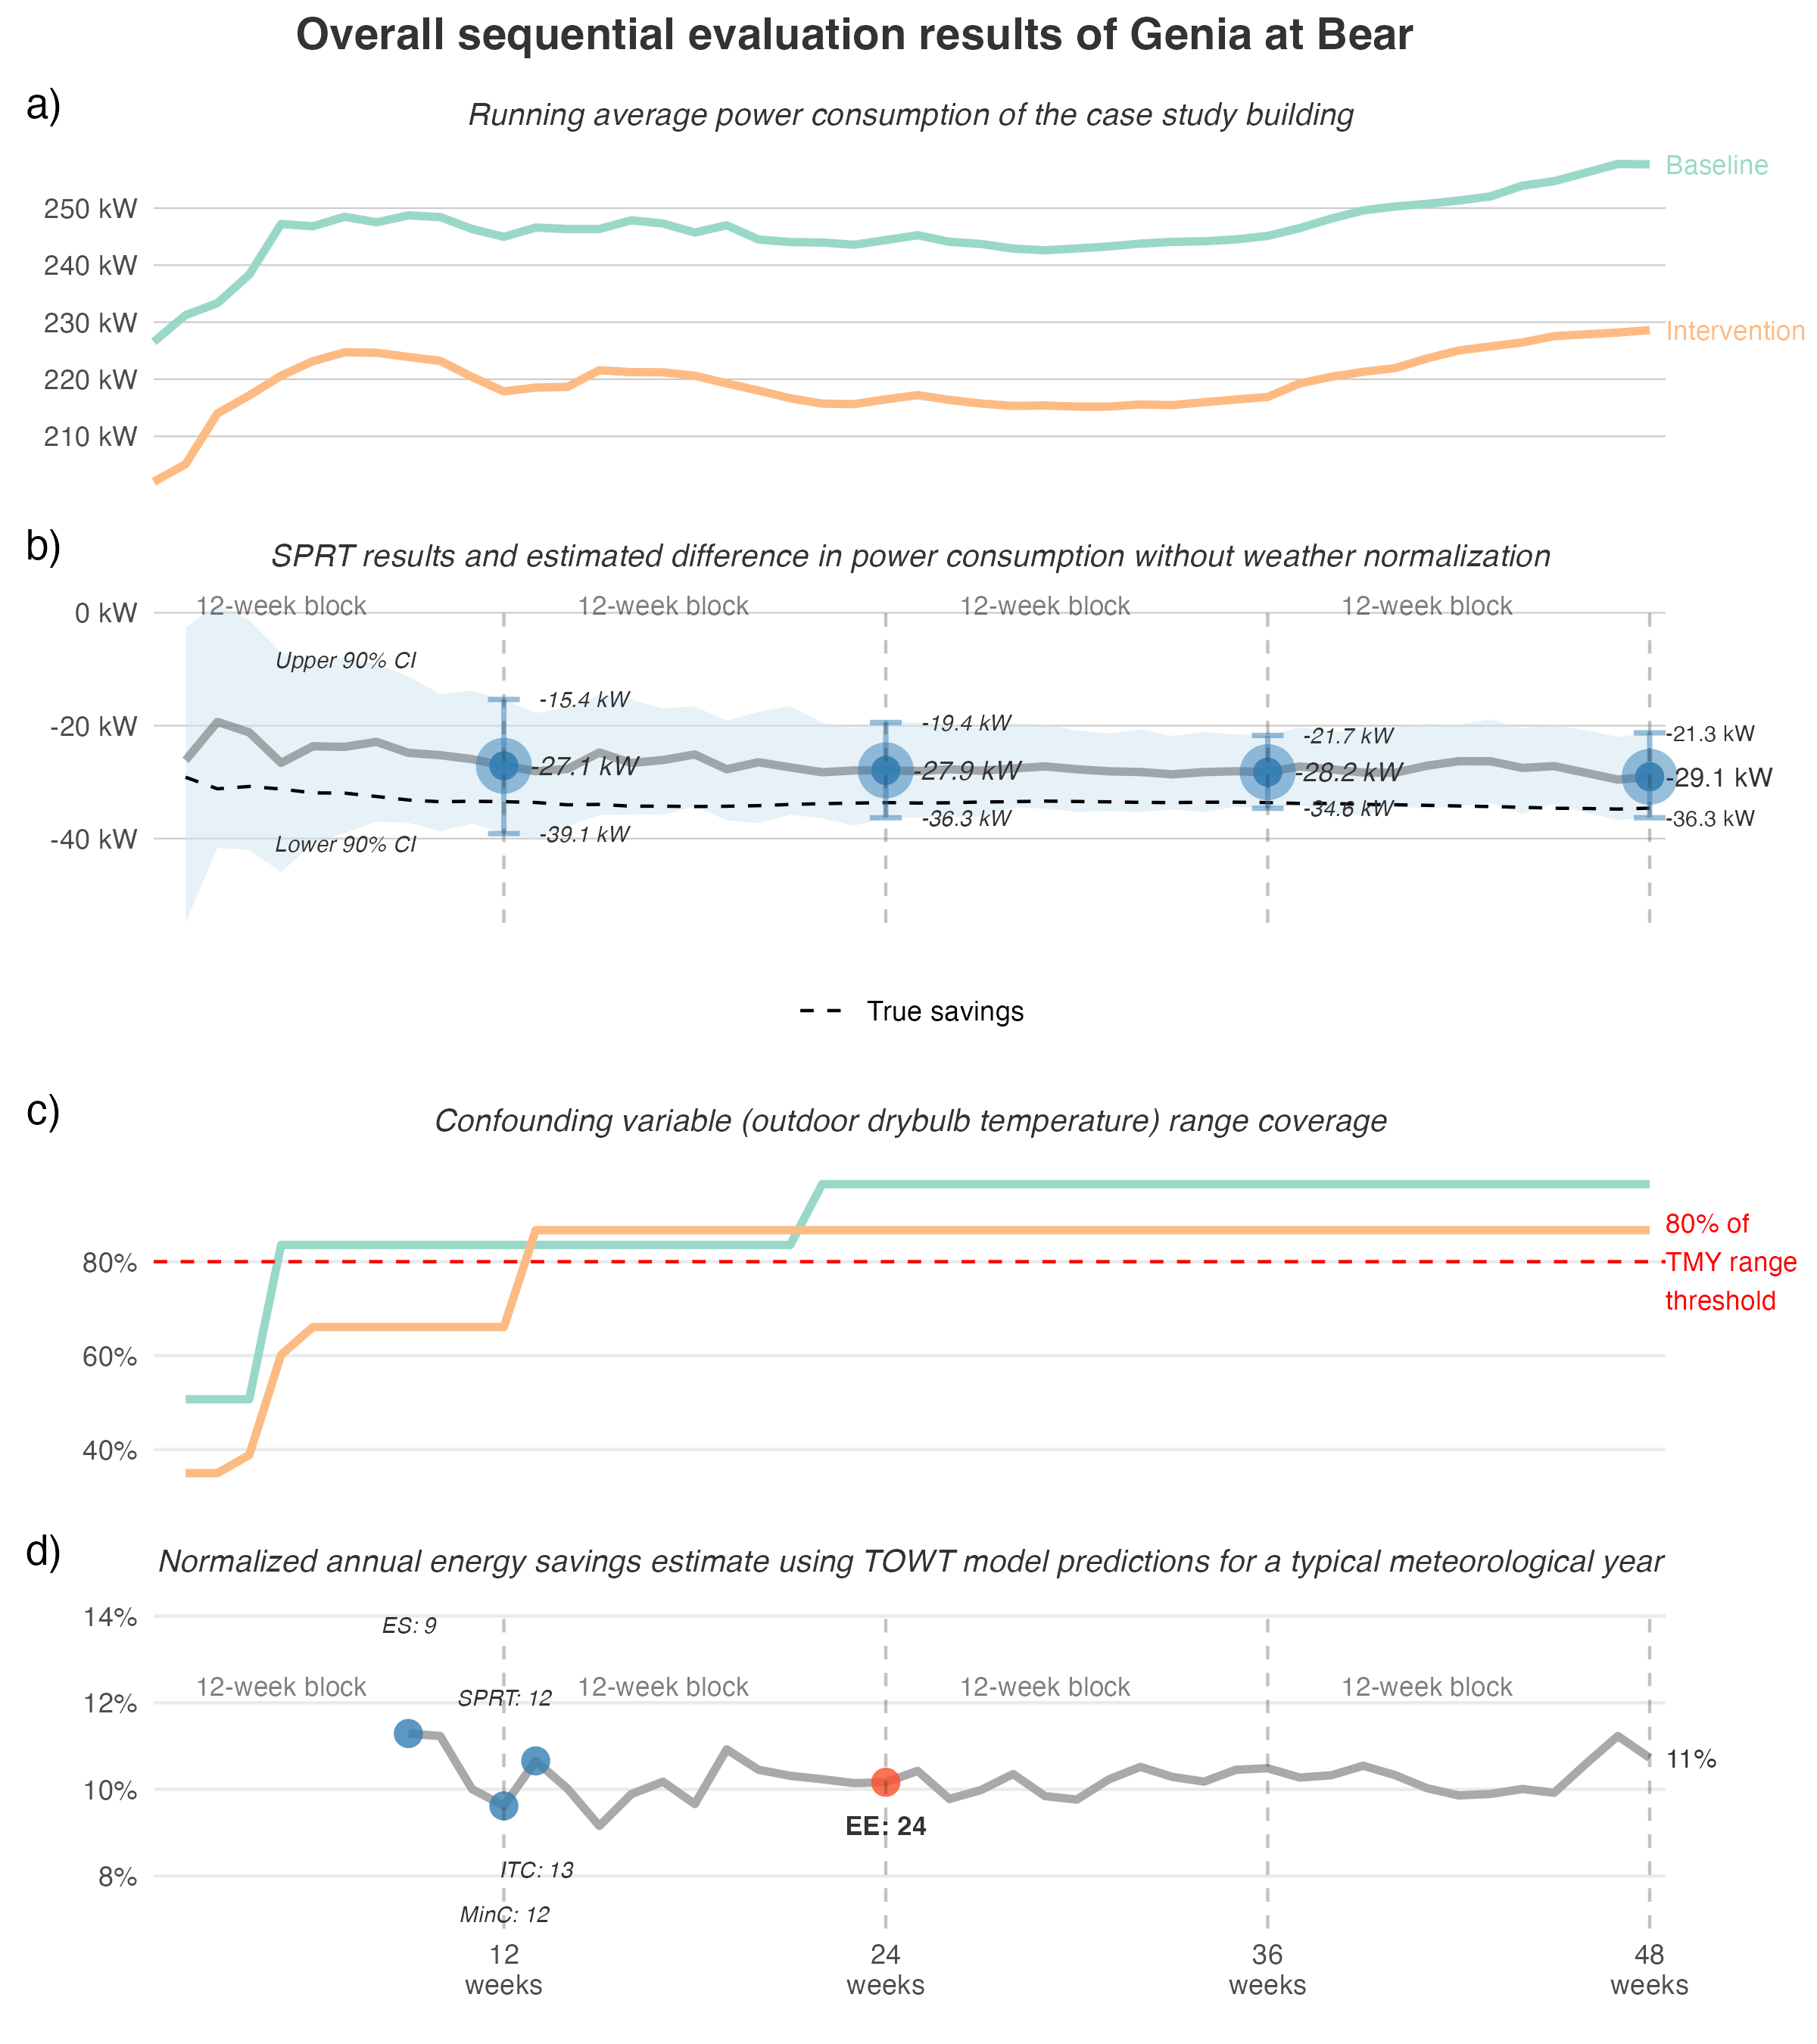 Overall sequential evaluation results of Genia at Bear
a)
Running average power consumption of the case study building
Baseline
250 kW
240 kW
230 kW
Intervention
220 kW
210 kW
b)
SPRT results and estimated difference in power consumption without weather normalization
12-week block
12-week block
12-week block
12-week block
0 kW
Upper 90% CI
-15.4 kW
-19.4 kW
-21.7 kW
-21.3 kW
-20 kW
-27.1 kW
-27.9 kW
-28.2 kW
-29.1 kW
-39.1 kW
-36.3 kW
-34.6 kW
-36.3 kW
-40 kW
Lower 90% CI
True savings
c)
Confounding variable (outdoor drybulb temperature) range coverage
80% of
TMY range
threshold
80%
60%
40%
d)
Normalized annual energy savings estimate using TOWT model predictions for a typical meteorological year
14%
ES: 9
12-week block
12-week block
12-week block
12-week block
SPRT: 12
12%
11%
10%
EE: 24
ITC: 13
8%
MinC: 12
12
weeks
24
weeks
36
weeks
48
weeks